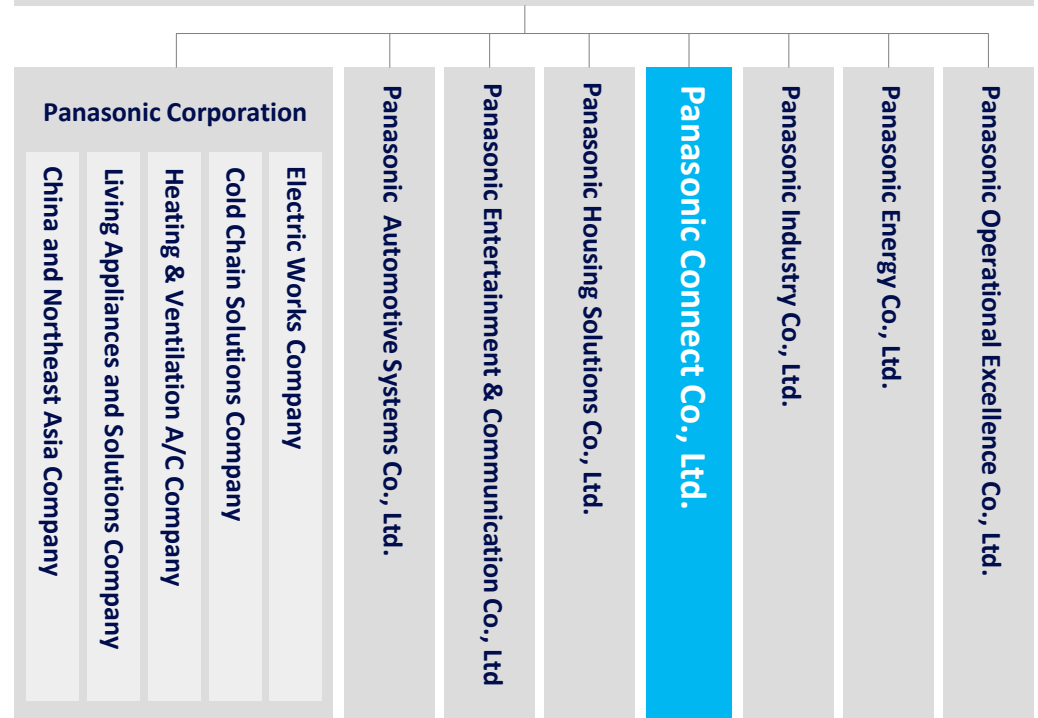 Panasonic Corporation
China and Northeast Asia Company
Living Appliances and Solutions Company
Heating & Ventilation A/C Company
Cold Chain Solutions Company
Electric Works Company
Panasonic  Automotive Systems Co., Ltd.
Panasonic Entertainment & Communication Co., Ltd
Panasonic Housing Solutions Co., Ltd.
Panasonic Connect Co., Ltd.
Panasonic Industry Co., Ltd.
Panasonic Energy Co., Ltd.
Panasonic Operational Excellence Co., Ltd.